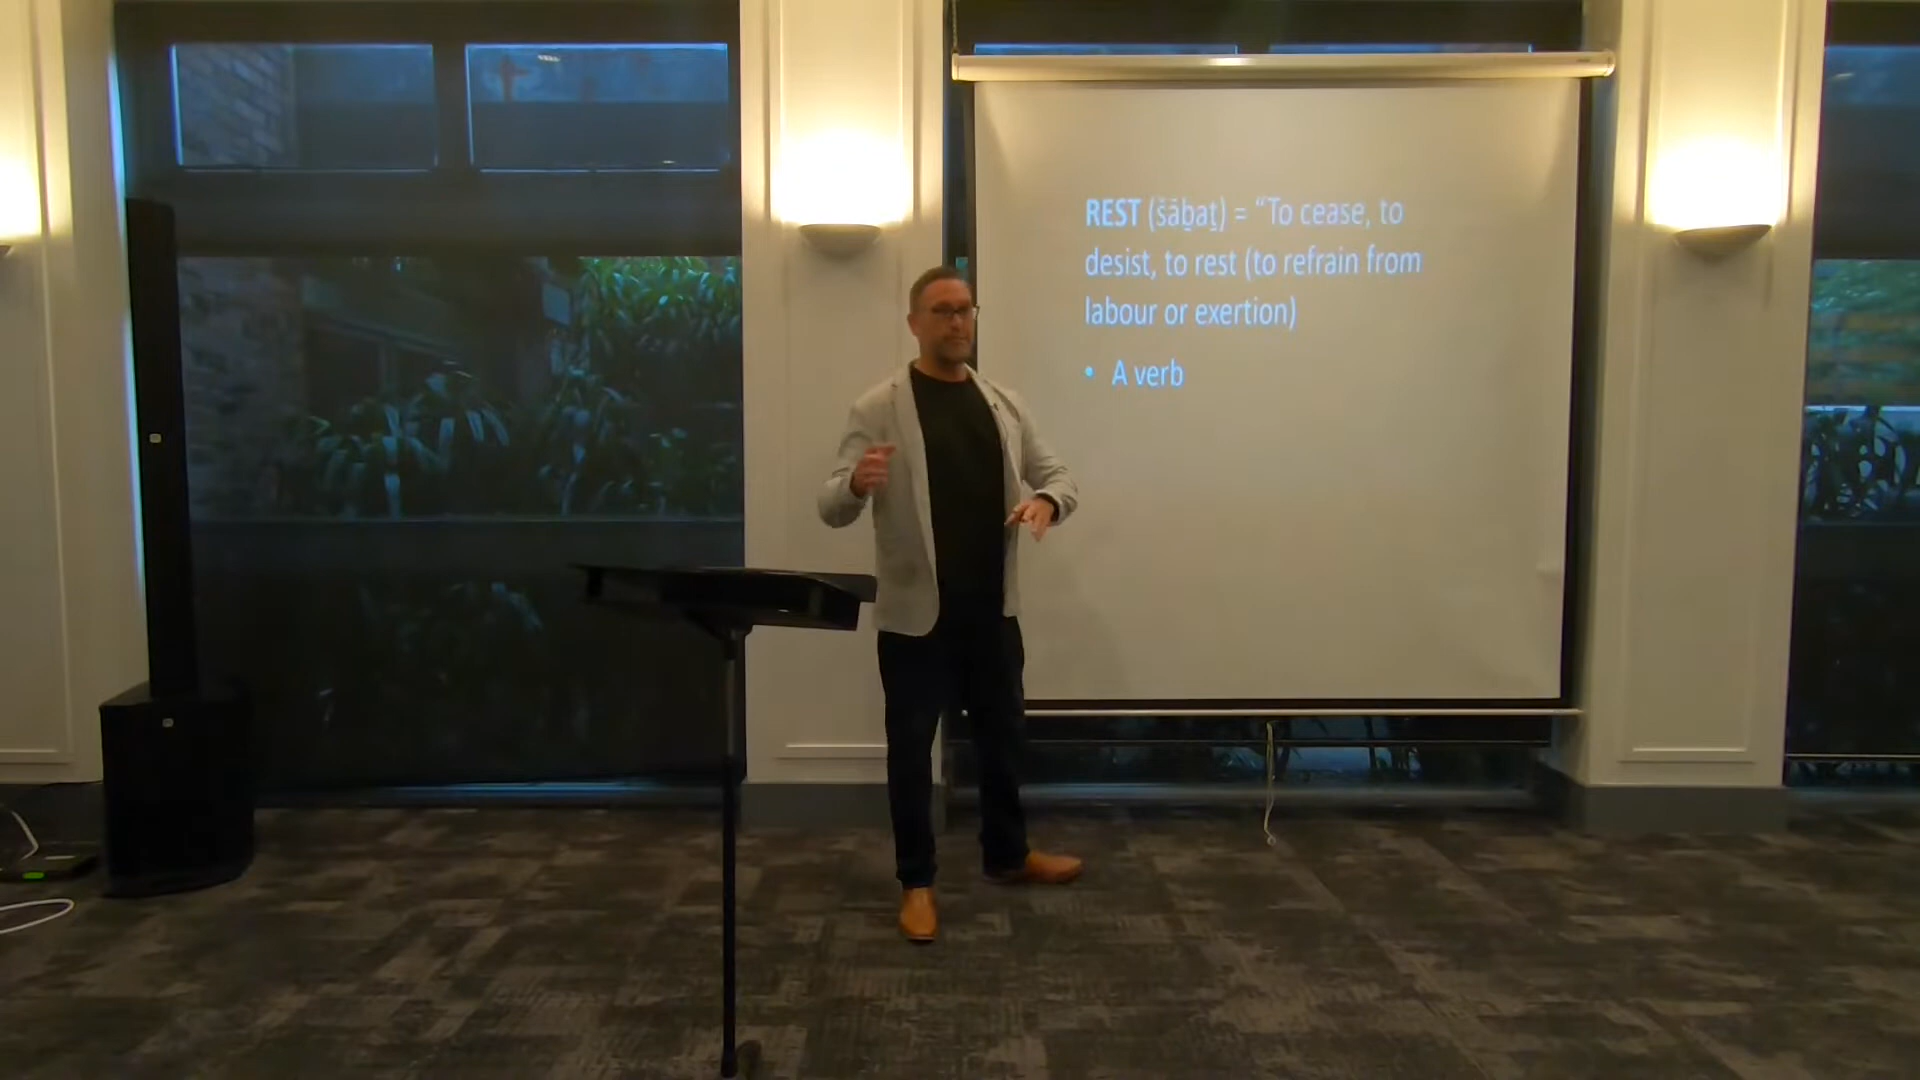 REST (šāḇaṯ) = “To cease, to
desist, to rest (to refrain from
labour or exertion)
• A verb